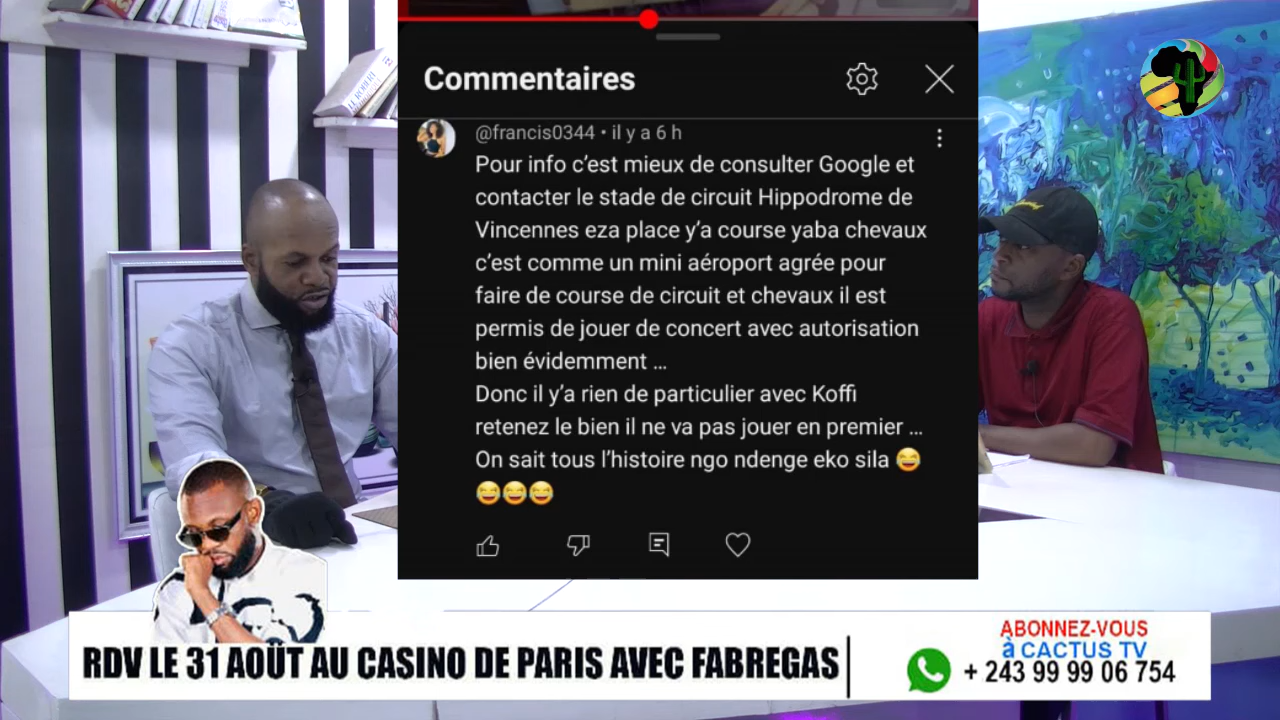 LE ROBERT
Commentaires
@francis0344 • il y a 6 h
Pour info c'est mieux de consulter Google et
contacter le stade de circuit Hippodrome de
Vincennes eza place y'a course yaba chevaux
c'est comme un mini aéroport agrée pour
faire de course de circuit et chevaux il est
permis de jouer de concert avec autorisation
bien évidemment ...
Donc il y'a rien de particulier avec Koffi
retenez le bien il ne va pas jouer en premier ...
On sait tous l'histoire ngo ndenge eko sila 😆
😆😆😆
RDV LE 31 AOÛT AU CASINO DE PARIS AVEC FABREGAS
ABONNEZ-VOUS
à CACTUS TV
+ 243 99 99 06 754